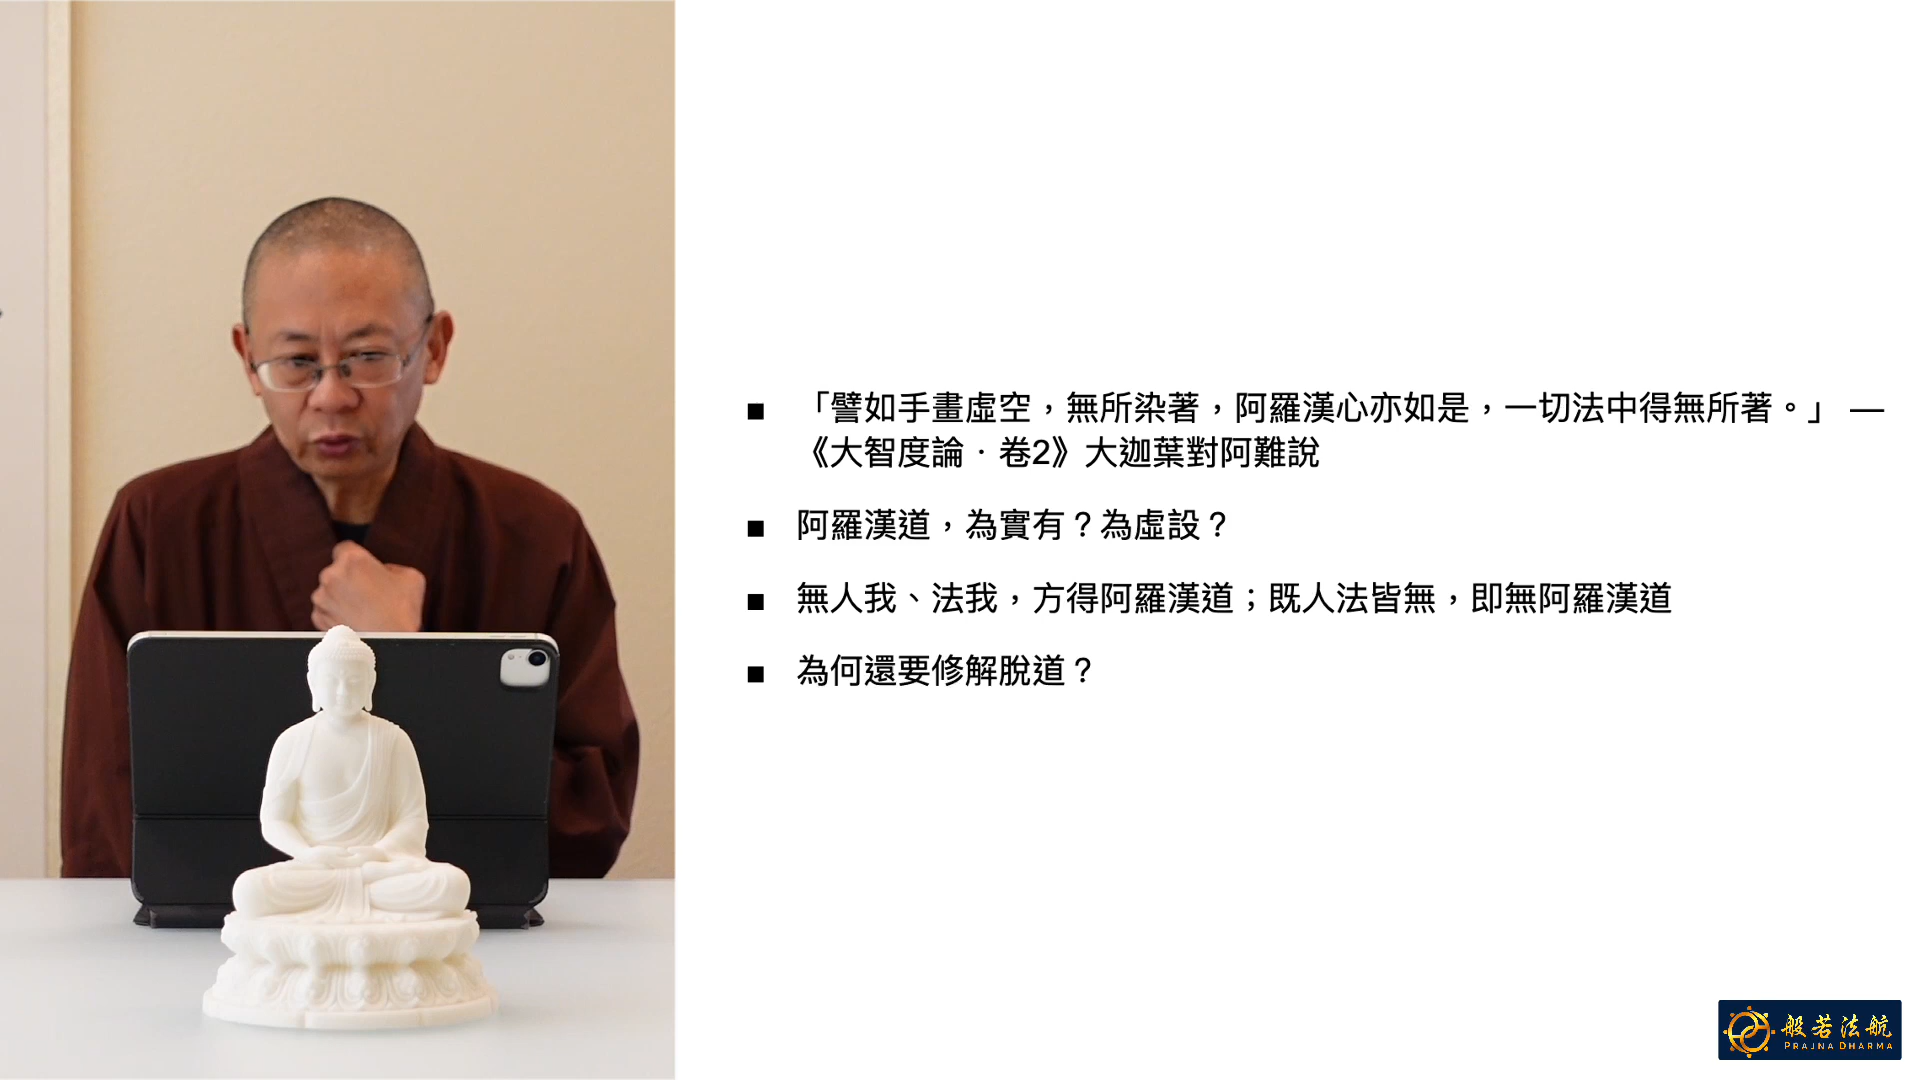 ■ 「譬如手畫虛空，無所染著，阿羅漢心亦如是，一切法中得無所著。」 —
《大智度論．卷2》大迦葉對阿難說
■ 阿羅漢道，為實有？為虛設？
■ 無人我、法我，方得阿羅漢道；既人法皆無，即無阿羅漢道
■ 為何還要修解脫道？
般若法航
PRAJNA DHARMA